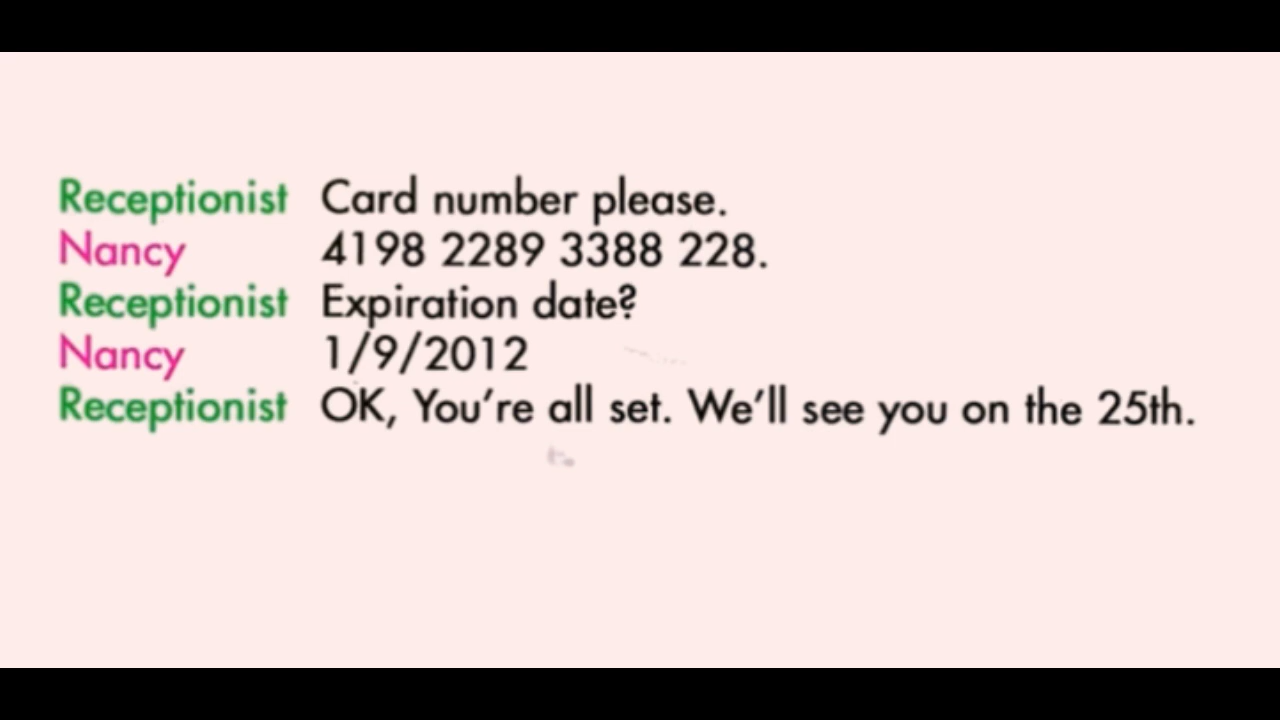 Receptionist Card number please.
Nancy 4198 2289 3388 228.
Receptionist Expiration date?
Nancy 1/9/2012
Receptionist OK, You're all set. We'll see you on the 25th.